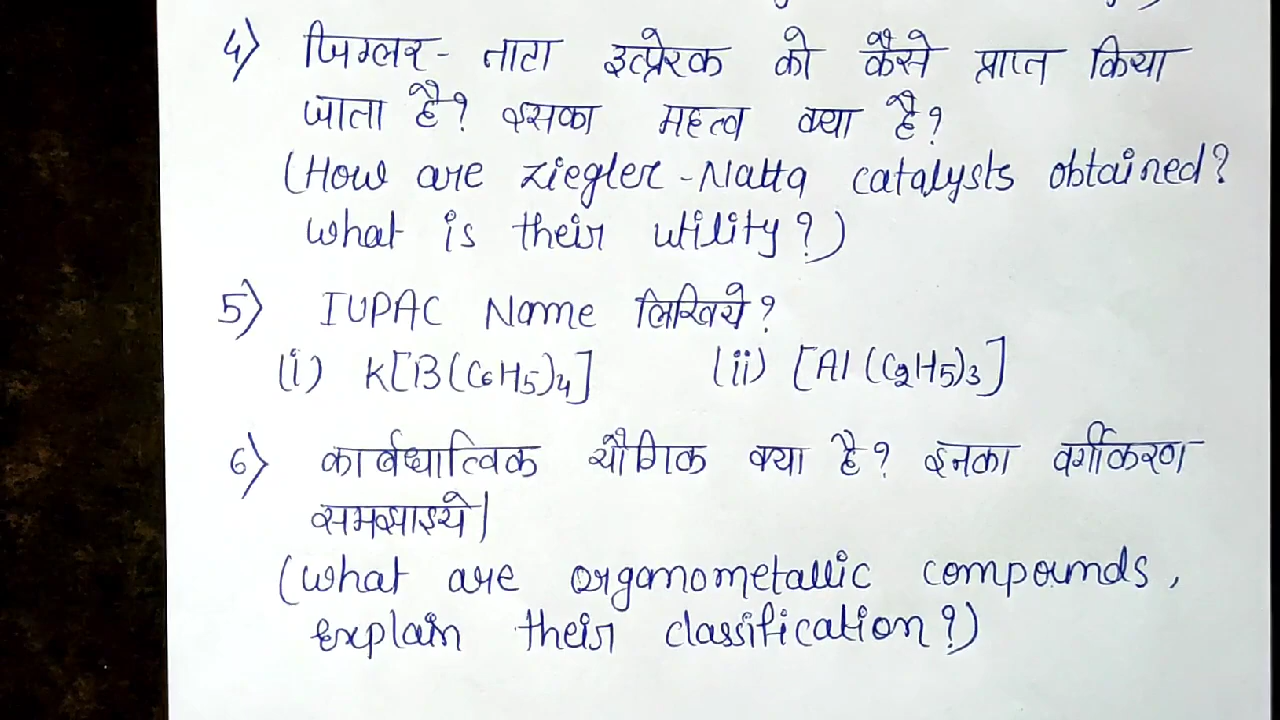 4) जिग्लर - नाटा उत्प्रेरक को कैसे प्राप्त किया
जाता है? इसका महत्व क्या है?
(How are Ziegler-Natta catalysts obtained?
What is their utility?)
5) IUPAC Name लिखिये?
(i) K[B(C6H5)4] (ii) [Al(C2H5)3]
6) कार्बधात्विक यौगिक क्या है? इनका वर्गीकरण
समझाइये।
(What are organometallic compounds,
explain their classification?)